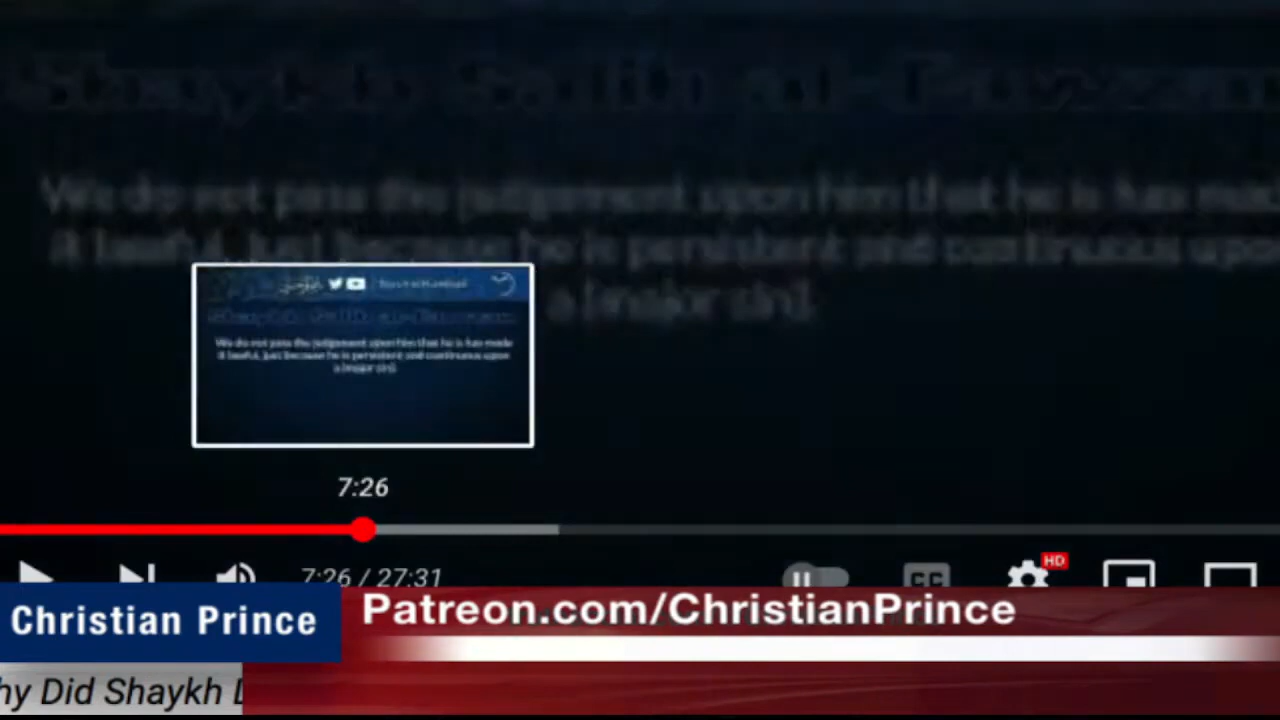 We do not pass the judgement upon him that he is has made
it lawful, just because he is persistent and continuous upon
a [major sin].
7:26
7:26 / 27:31
CC
HD
Christian Prince
Patreon.com/ChristianPrince
hy Did Shaykh